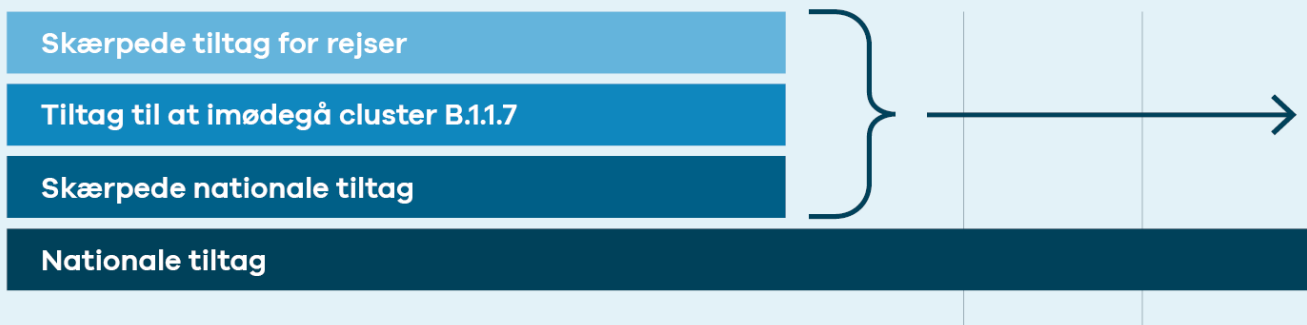 Skærpede tiltag for rejser
Tiltag til at imødegå cluster B.1.1.7
Skærpede nationale tiltag
Nationale tiltag